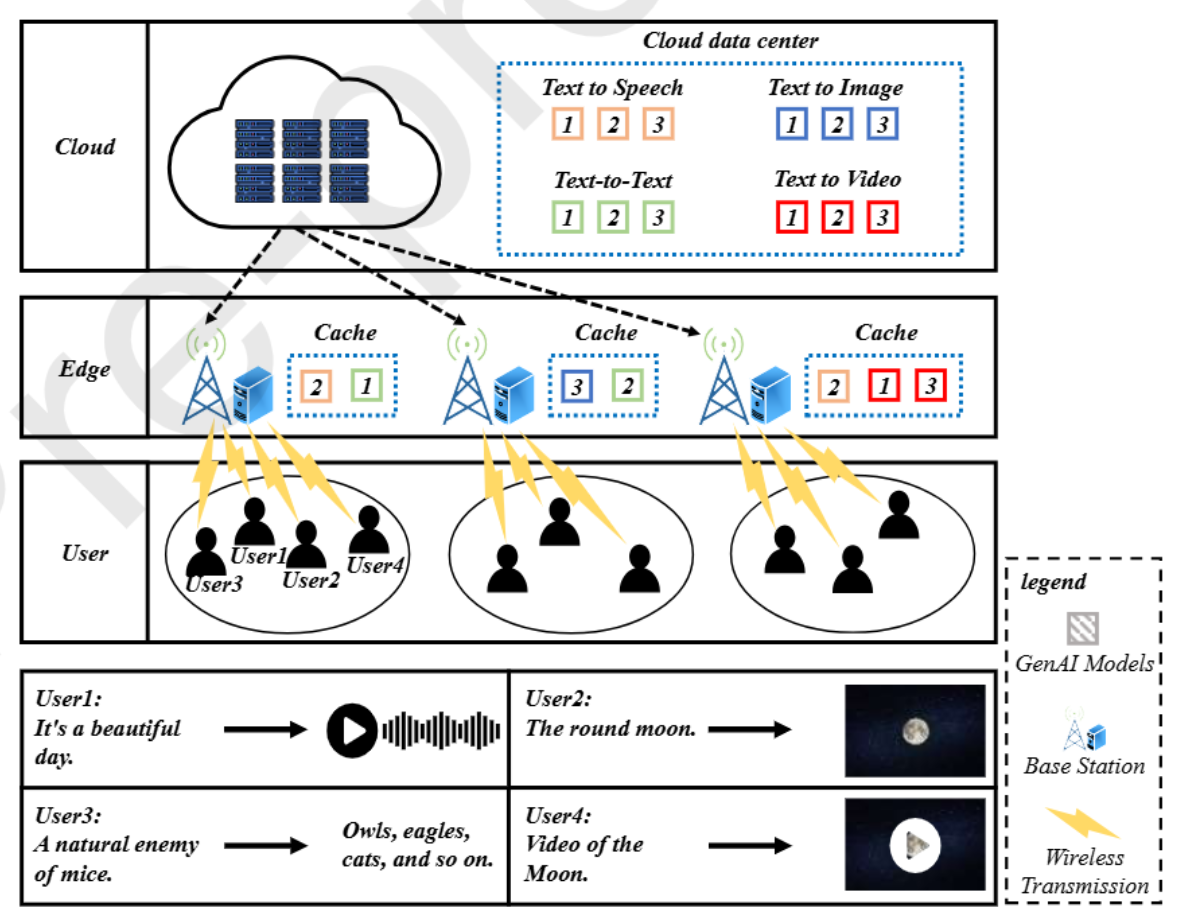 Cloud
Cloud data center
Text to Speech
1 2 3
Text to Image
1 2 3
Text-to-Text
1 2 3
Text to Video
1 2 3
Edge
Cache
2 1
Cache
3 2
Cache
2 1 3
User
User1
User2
User3
User4
legend
GenAI Models
Base Station
Wireless
Transmission
User1:
It's a beautiful
day.
User2:
The round moon.
User3:
A natural enemy
of mice.
Owls, eagles,
cats, and so on.
User4:
Video of the
Moon.